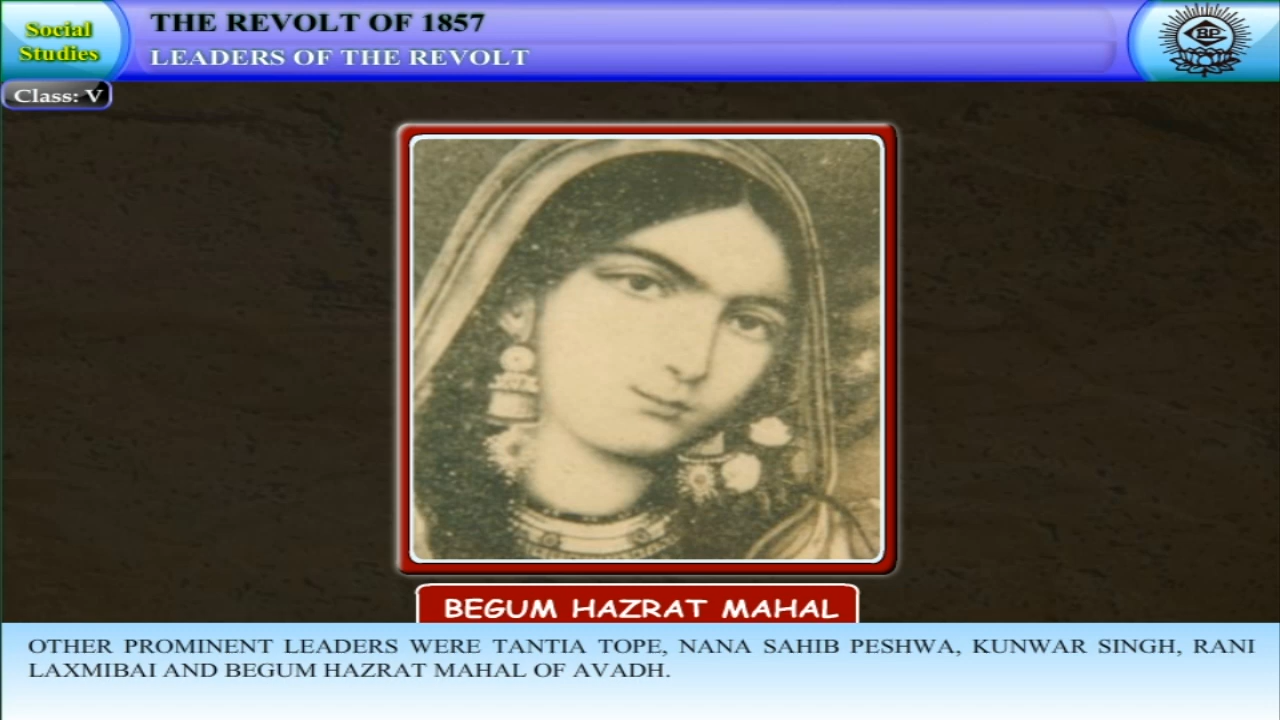 Social
Studies
THE REVOLT OF 1857
LEADERS OF THE REVOLT
BP
Class: V
BEGUM HAZRAT MAHAL
OTHER PROMINENT LEADERS WERE TANTIA TOPE, NANA SAHIB PESHWA, KUNWAR SINGH, RANI
LAXMIBAI AND BEGUM HAZRAT MAHAL OF AVADH.